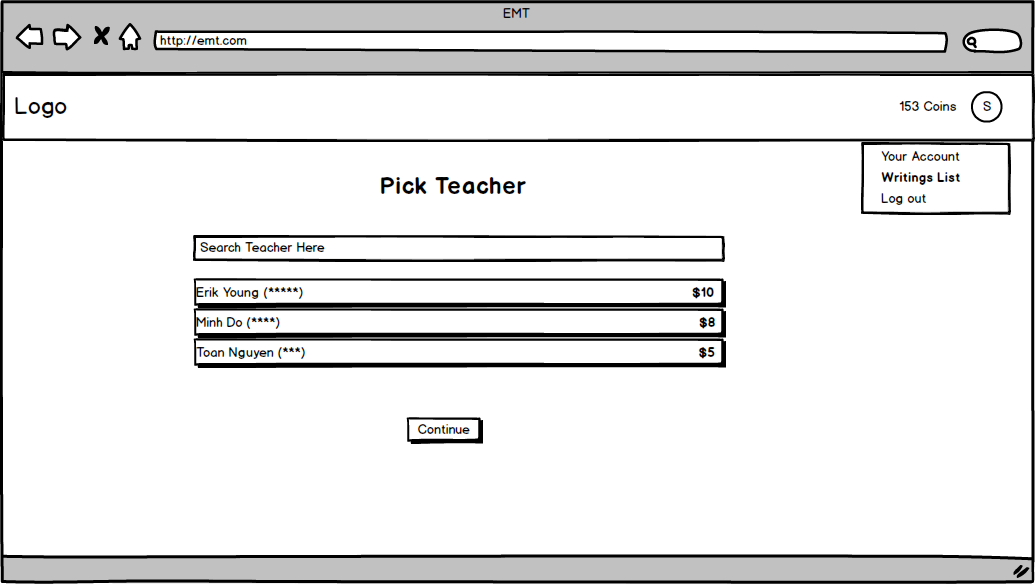 EMT
http://emt.com
Logo
153 Coins S
Your Account
Writings List
Log out
Pick Teacher
Search Teacher Here
Erik Young (*****) $10
Minh Do (****) $8
Toan Nguyen (***) $5
Continue